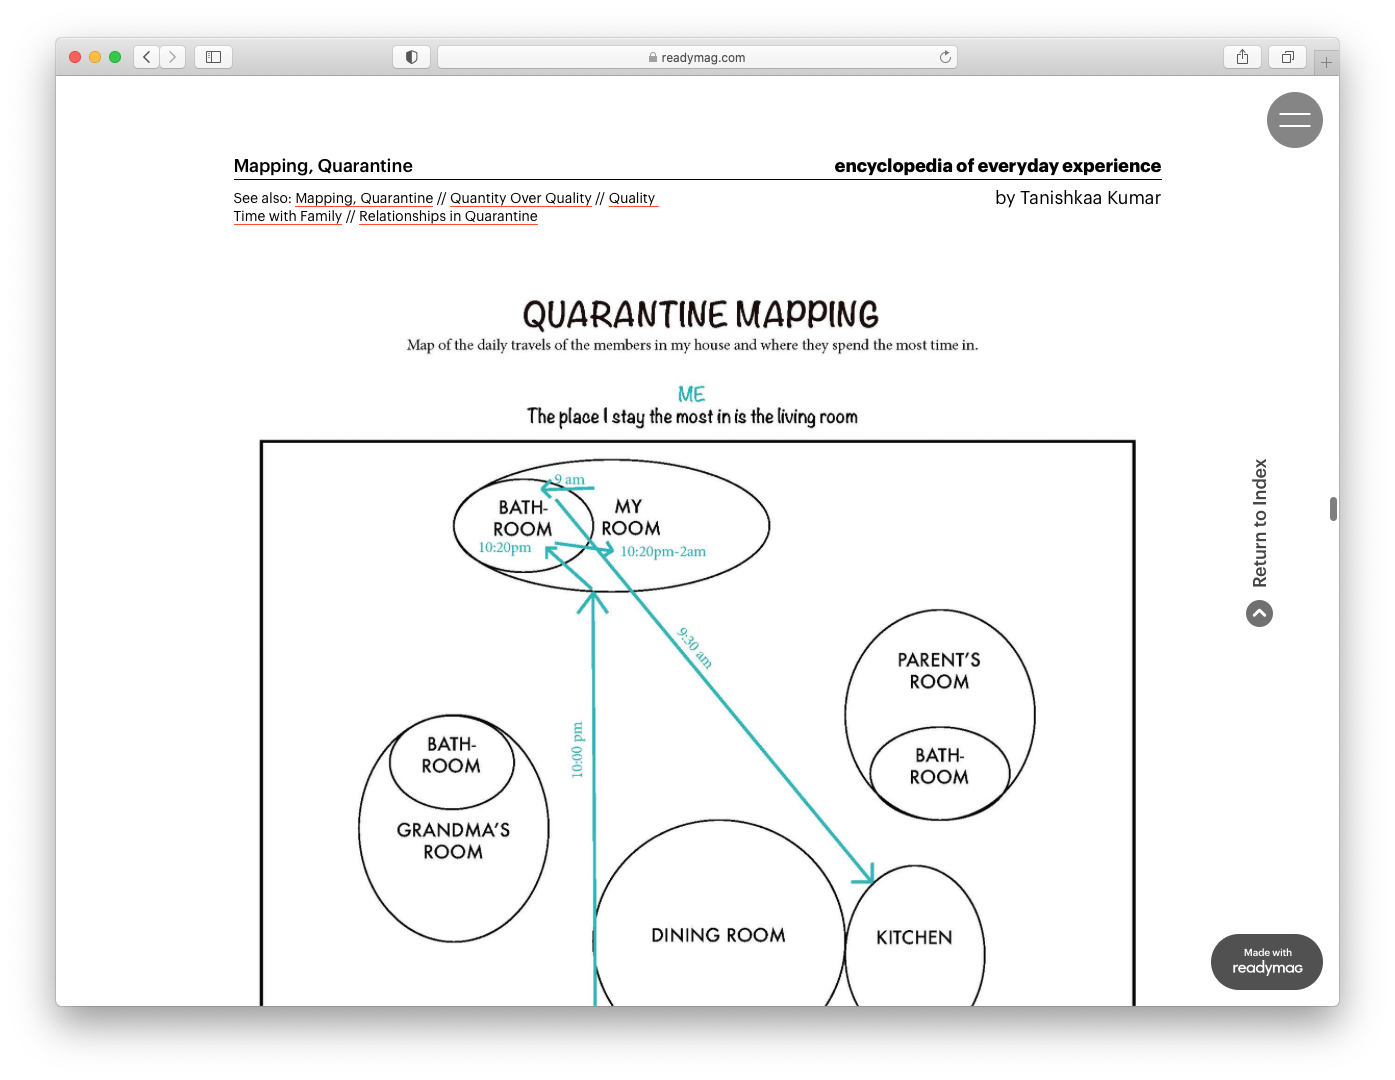 readymag.com
Mapping, Quarantine
encyclopedia of everyday experience
See also: Mapping, Quarantine // Quantity Over Quality // Quality
Time with Family // Relationships in Quarantine
by Tanishkaa Kumar
QUARANTINE MAPPING
Map of the daily travels of the members in my house and where they spend the most time in.
ME
The place I stay the most in is the living room
9 am
BATH-
ROOM
MY
ROOM
10:20pm
10:20pm-2am
Return to Index
9:30 am
PARENT'S
ROOM
BATH-
ROOM
10:00 pm
BATH-
ROOM
GRANDMA'S
ROOM
DINING ROOM
KITCHEN
Made with
readymag